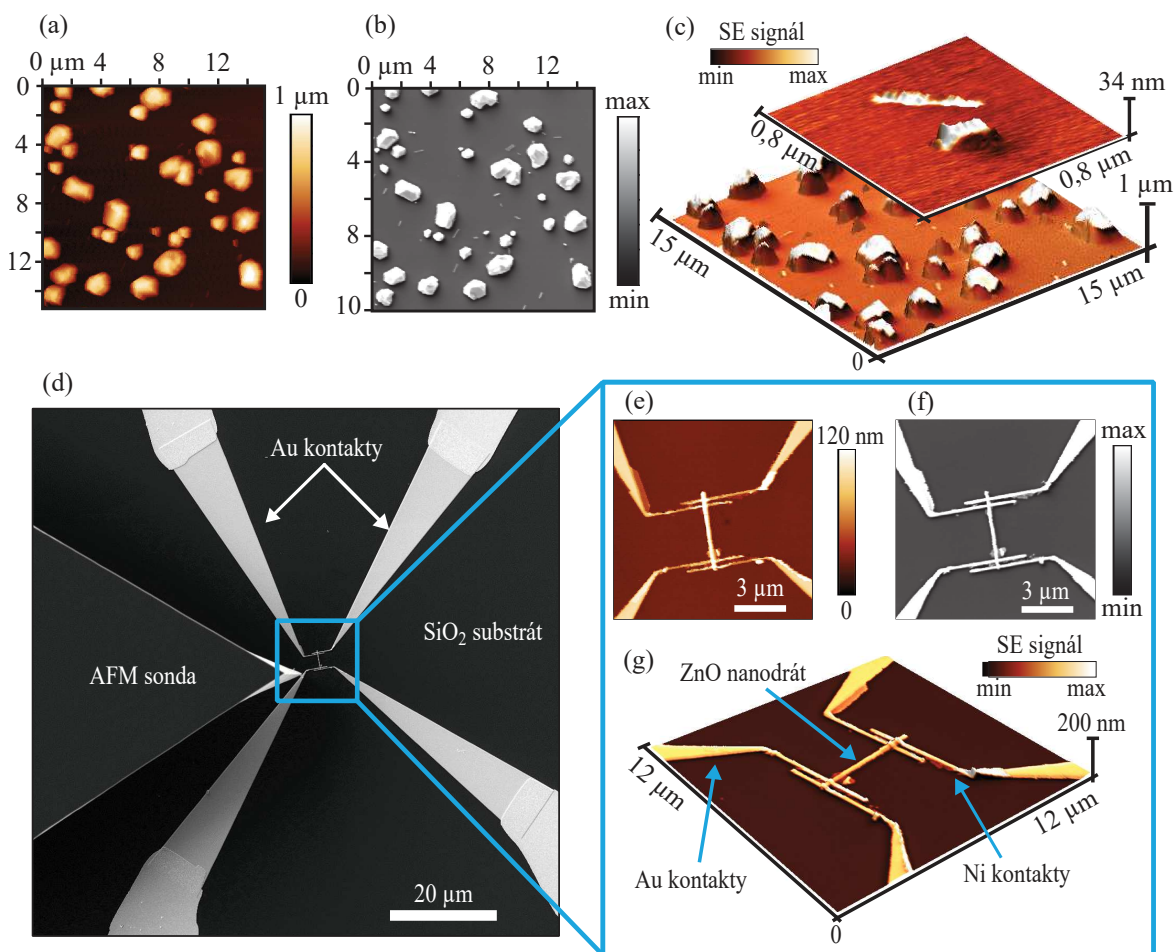 (a)
0 μm 4 8 12
0
4
8
12
1 μm
0
(b)
0 μm 4 8 12
0
4
8
10
max
min
(c)
SE signál
min max
34 nm
0,8 μm
0,8 μm
1 μm
15 μm
15 μm
0
(d)
Au kontakty
AFM sonda
SiO₂ substrát
20 μm
(e)
120 nm
0
3 μm
(f)
max
min
3 μm
(g)
SE signál
min max
ZnO nanodrát
200 nm
12 μm
12 μm
Au kontakty
Ni kontakty
0